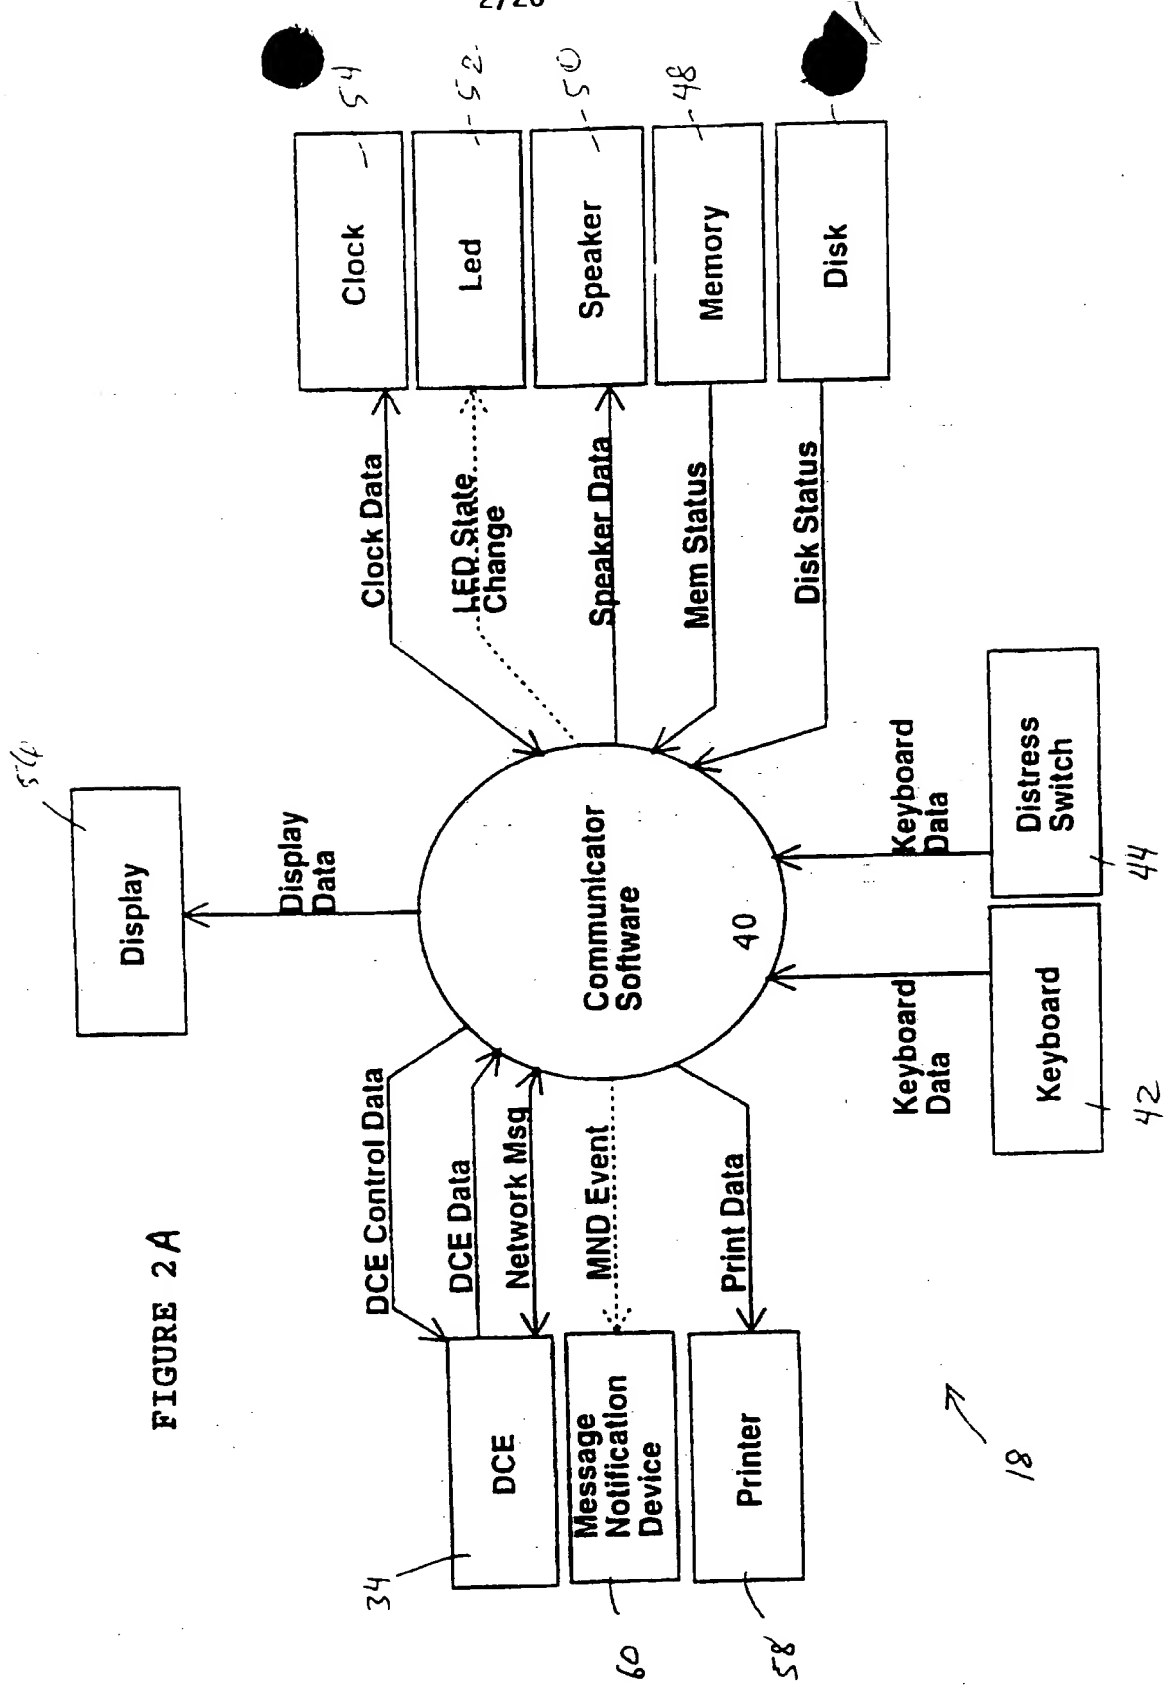 2/20
FIGURE 2A
Display
Display
Data
DCE Control Data
DCE Data
Network Msg
MND Event
Print Data
34
DCE
60
Message
Notification
Device
58
Printer
Communicator
Software
40
Clock Data
LED State
Change
Speaker Data
Mem Status
Disk Status
Clock
54
Led
52
Speaker
50
Memory
48
Disk
Keyboard
Data
Keyboard
Data
Keyboard
42
Distress
Switch
44
18